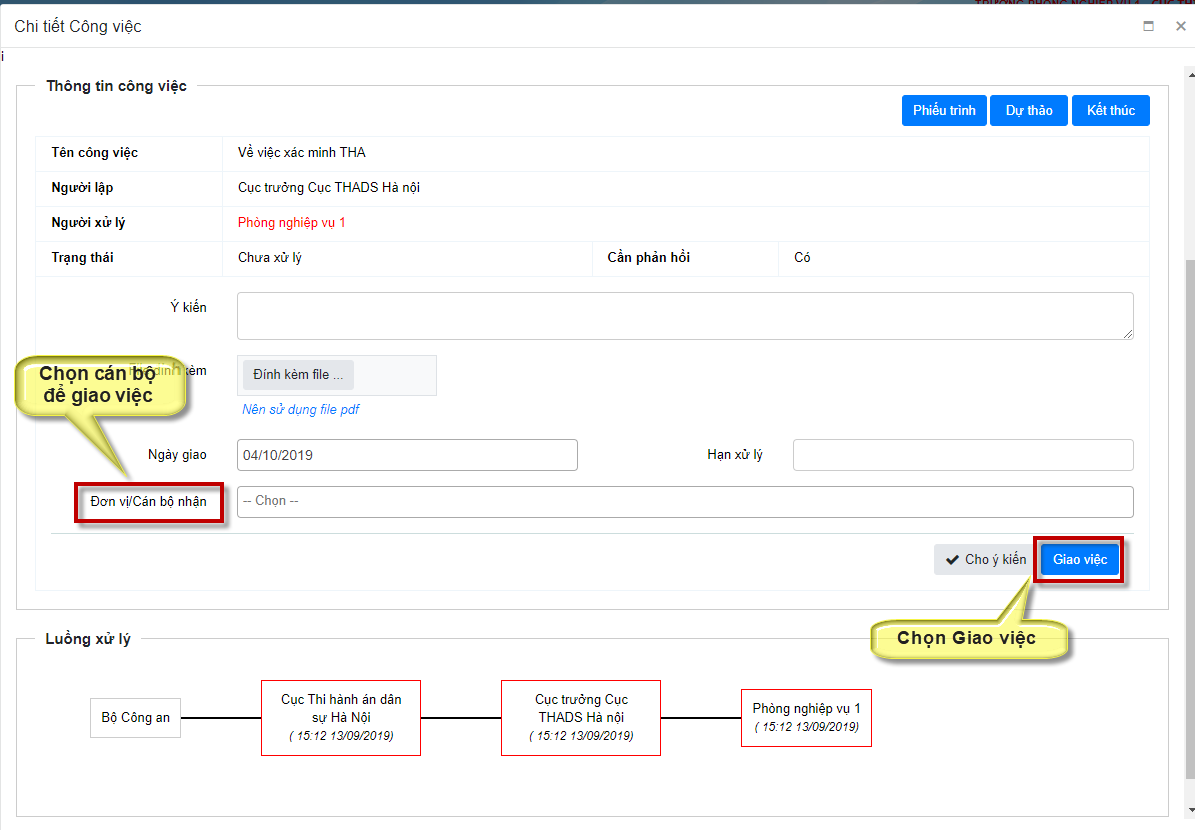 Chi tiết Công việc
i
Thông tin công việc
Phiếu trình
Dự thảo
Kết thúc
Tên công việc
Về việc xác minh THA
Người lập
Cục trưởng Cục THADS Hà nội
Người xử lý
Phòng nghiệp vụ 1
Trạng thái
Chưa xử lý
Cần phản hồi
Có
Ý kiến
Chọn cán bộ
để giao việc
kèm
Đính kèm file ...
Nên sử dụng file pdf
Ngày giao
04/10/2019
Hạn xử lý
Đơn vị/Cán bộ nhận
-- Chọn --
Cho ý kiến
Giao việc
Chọn Giao việc
Luồng xử lý
Bộ Công an
Cục Thi hành án dân
sự Hà Nội
( 15:12 13/09/2019)
Cục trưởng Cục
THADS Hà nội
( 15:12 13/09/2019)
Phòng nghiệp vụ 1
( 15:12 13/09/2019)